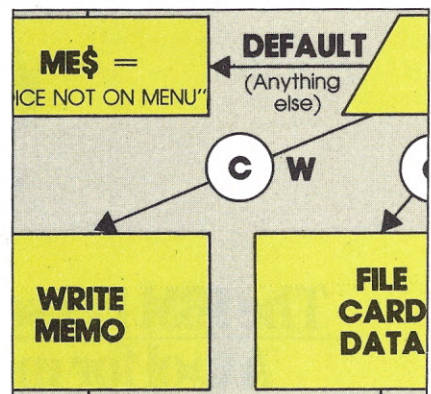 ME$ =
ICE NOT ON MENU"
DEFAULT
(Anything
else)
C W
WRITE
MEMO
FILE
CARD
DATA